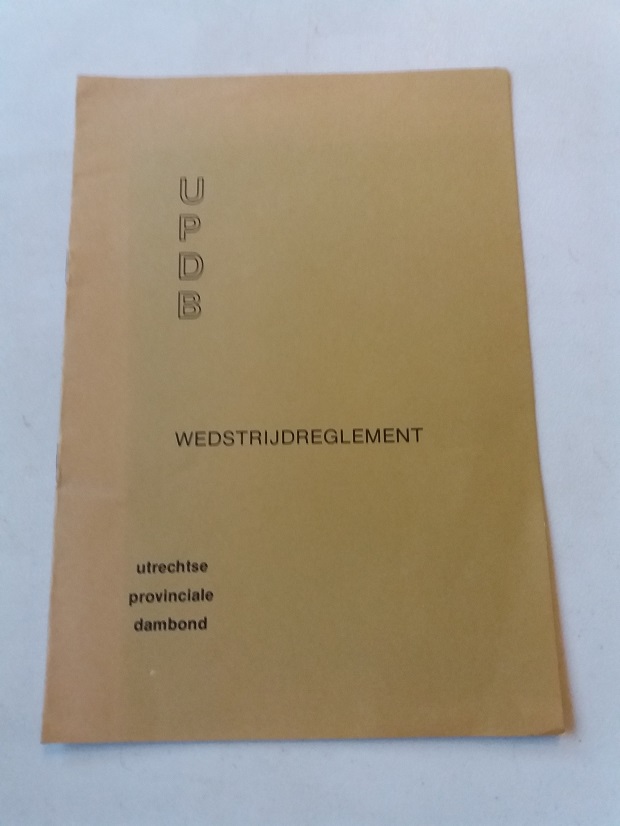 U
P
D
B
WEDSTRIJDREGLEMENT
utrechtse
provinciale
dambond